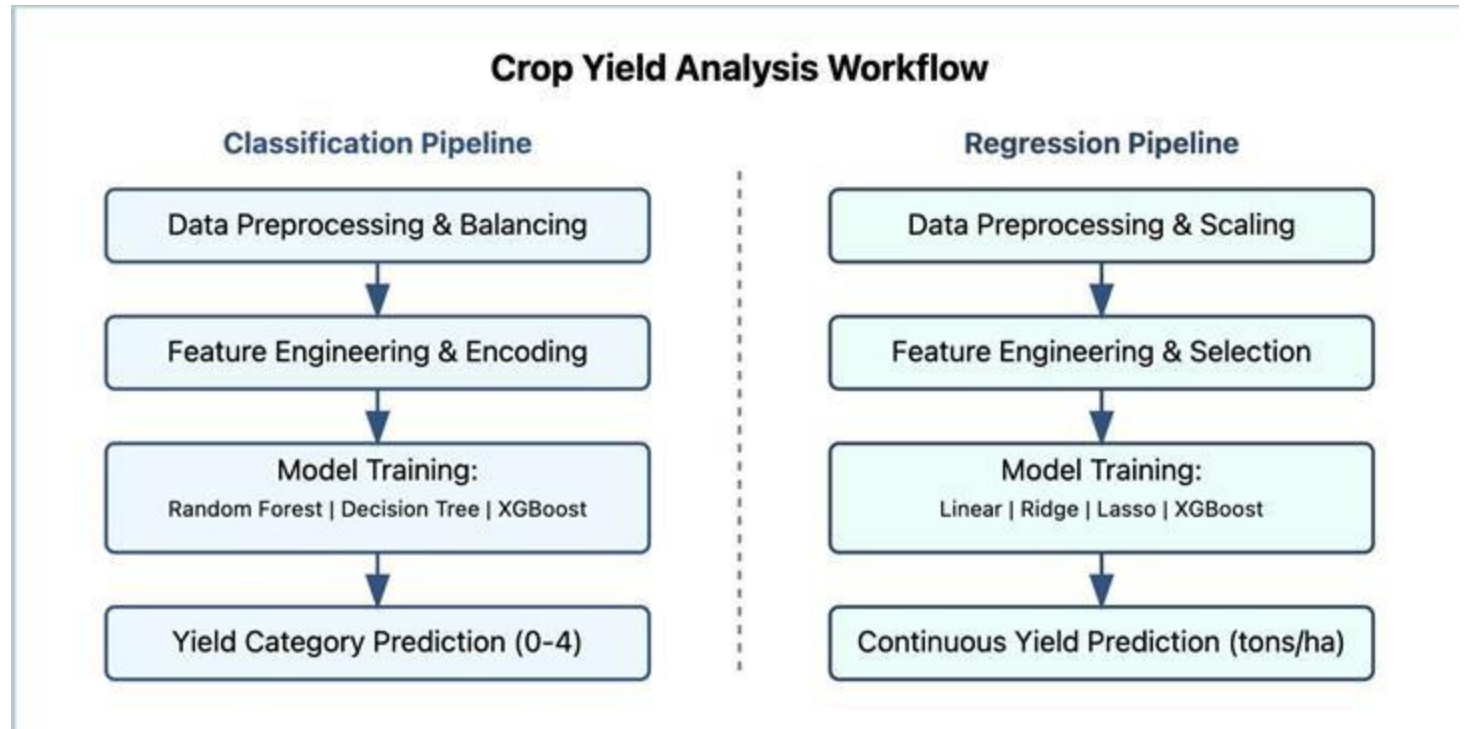 Crop Yield Analysis Workflow
Classification Pipeline
Data Preprocessing & Balancing
Feature Engineering & Encoding
Model Training:
Random Forest | Decision Tree | XGBoost
Yield Category Prediction (0-4)
Regression Pipeline
Data Preprocessing & Scaling
Feature Engineering & Selection
Model Training:
Linear | Ridge | Lasso | XGBoost
Continuous Yield Prediction (tons/ha)